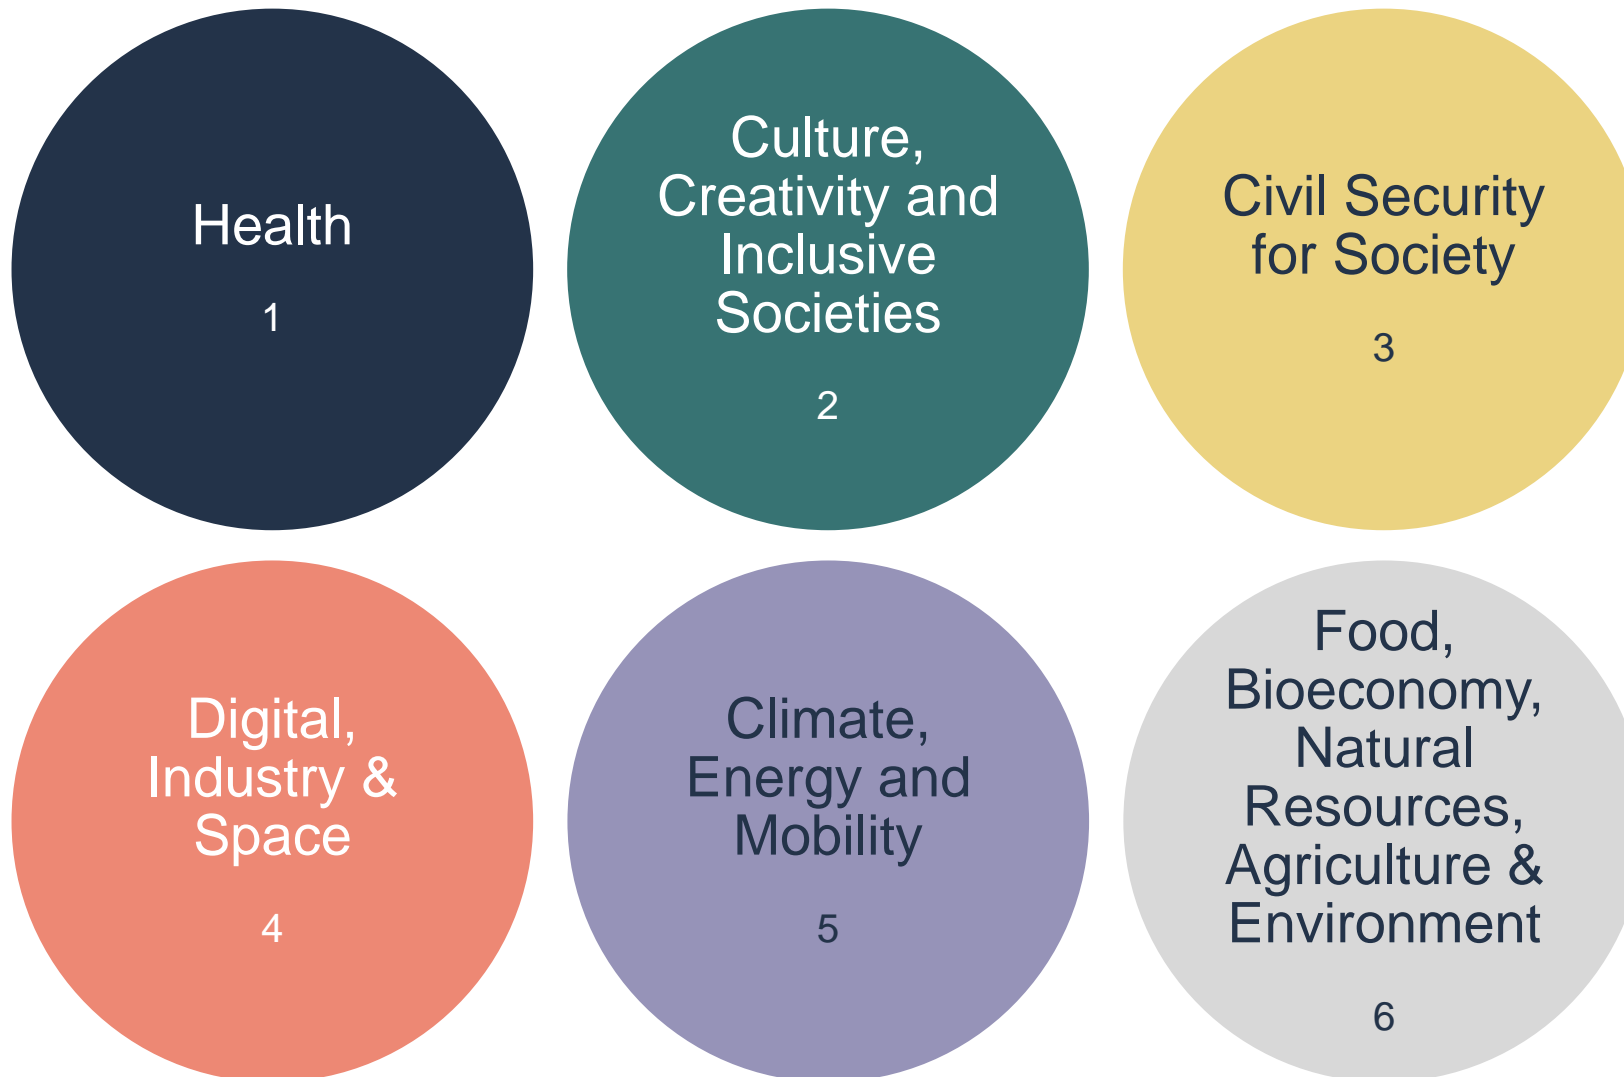 Health
1
Culture,
Creativity and
Inclusive
Societies
2
Civil Security
for Society
3
Digital,
Industry &
Space
4
Climate,
Energy and
Mobility
5
Food,
Bioeconomy,
Natural
Resources,
Agriculture &
Environment
6